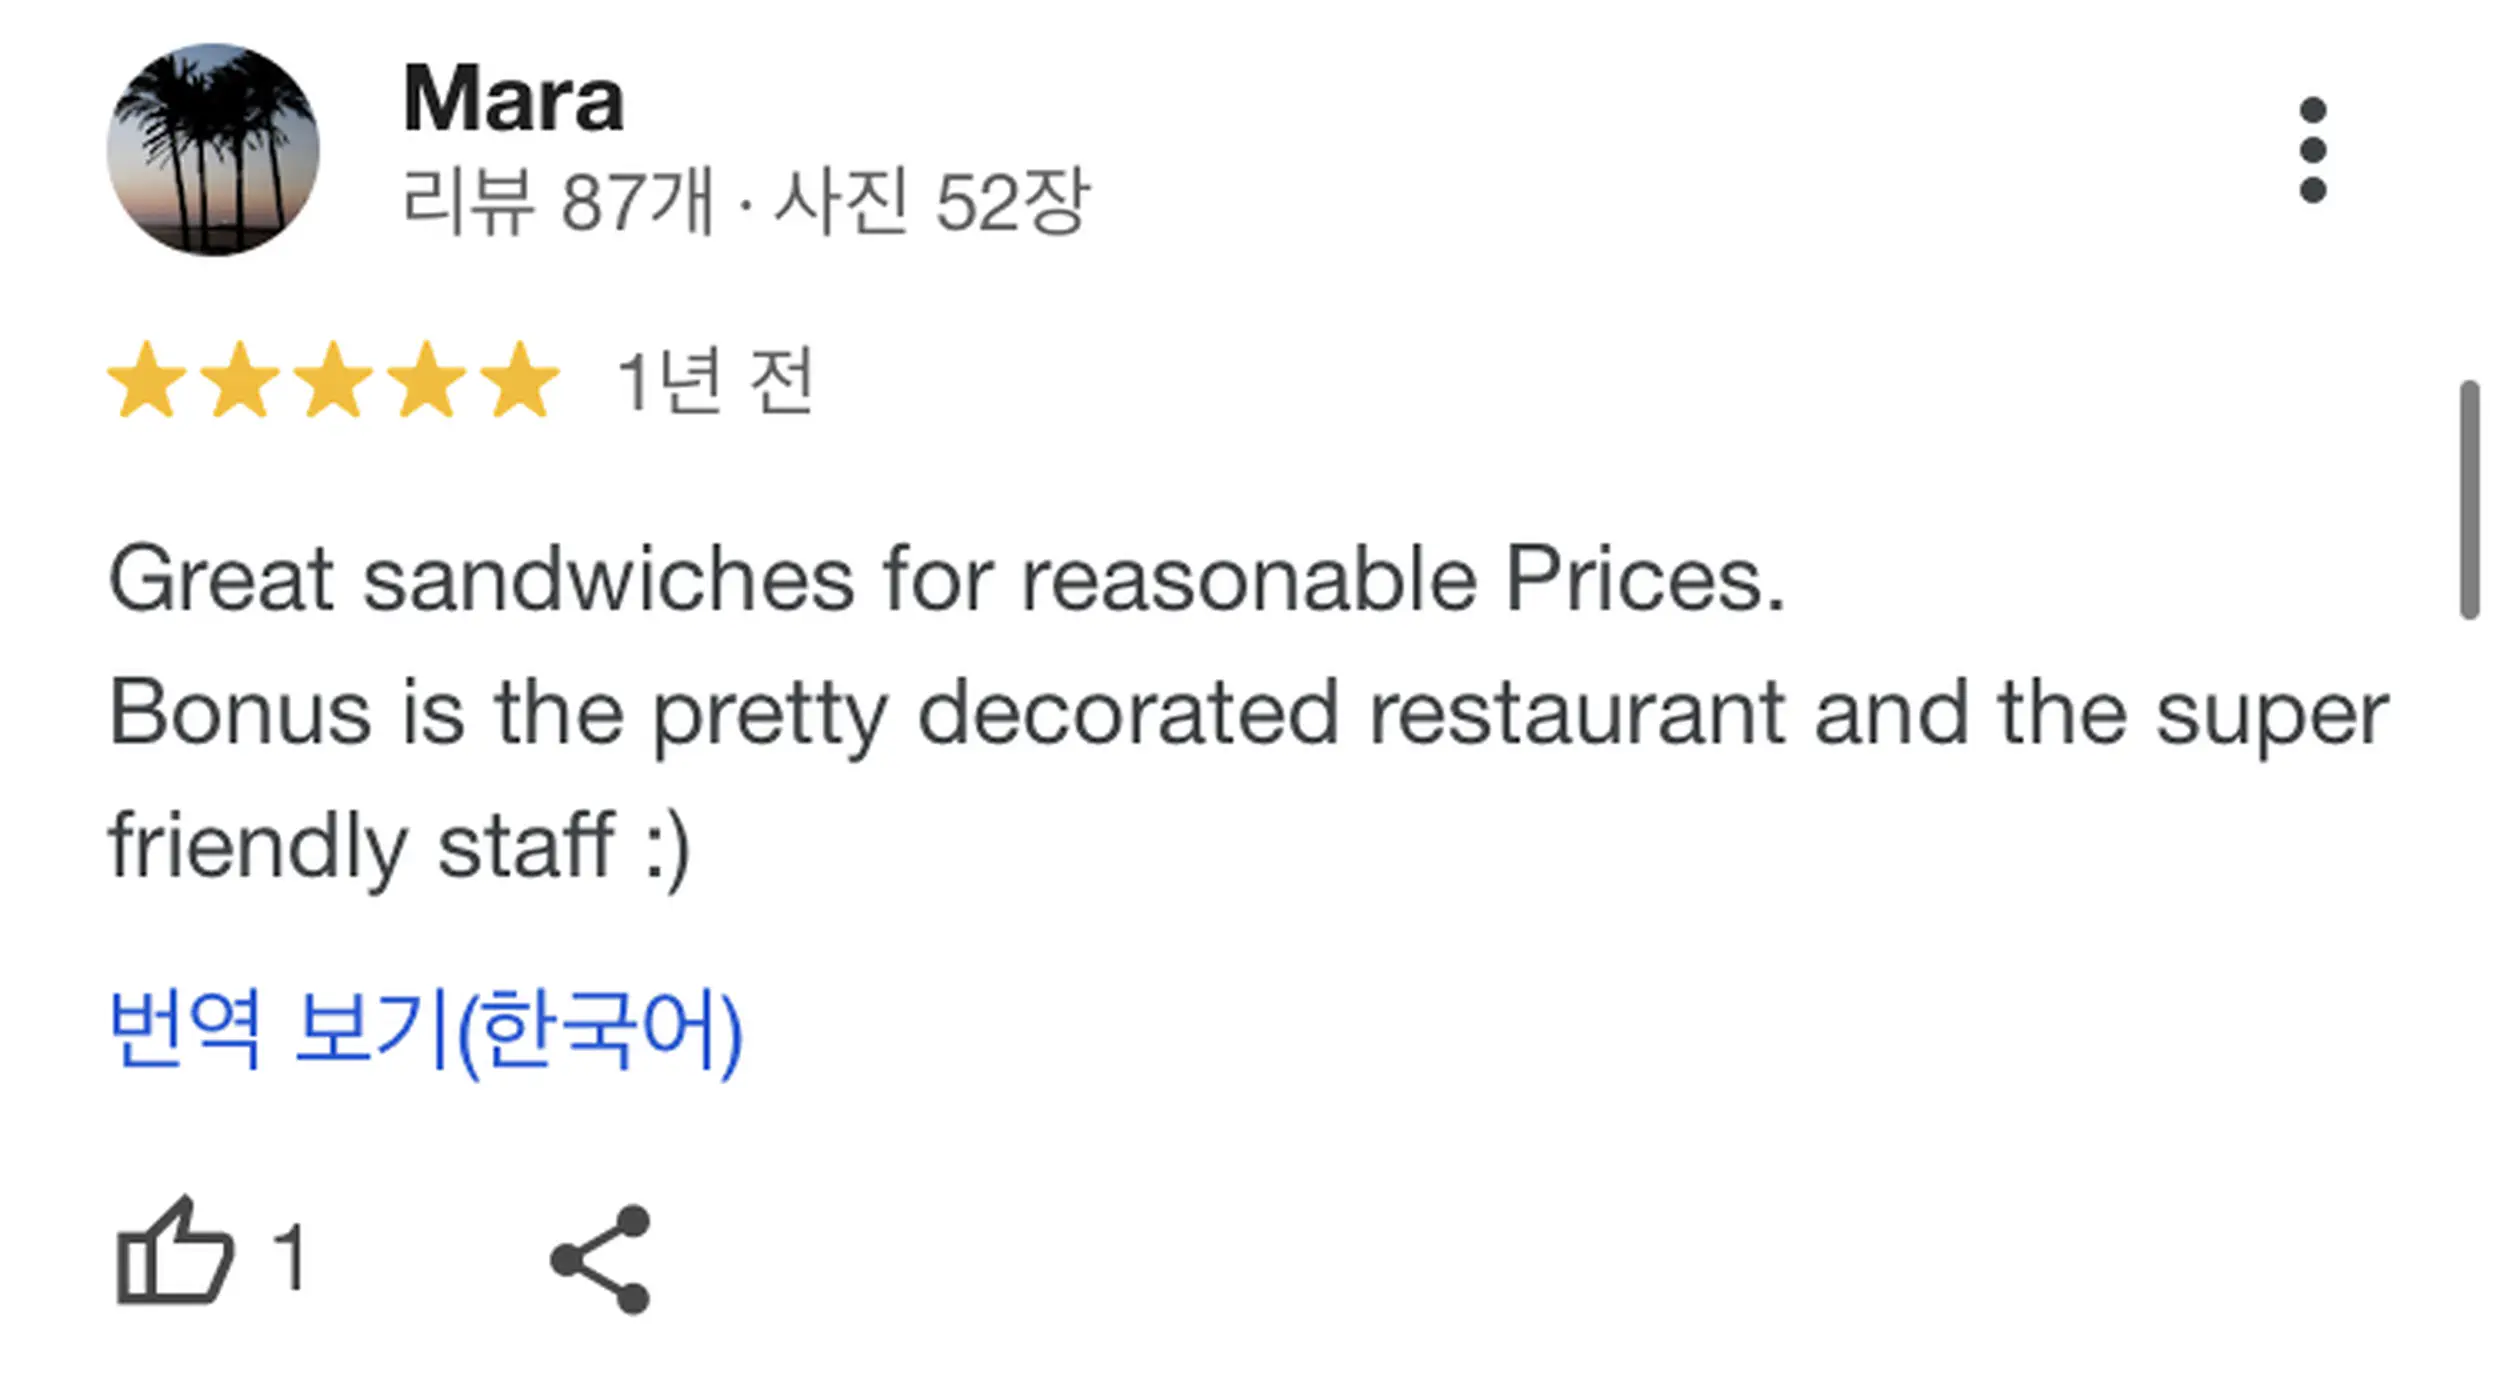 Mara
리뷰 87개 · 사진 52장
1년 전
Great sandwiches for reasonable Prices.
Bonus is the pretty decorated restaurant and the super
friendly staff :)
번역 보기(한국어)
1